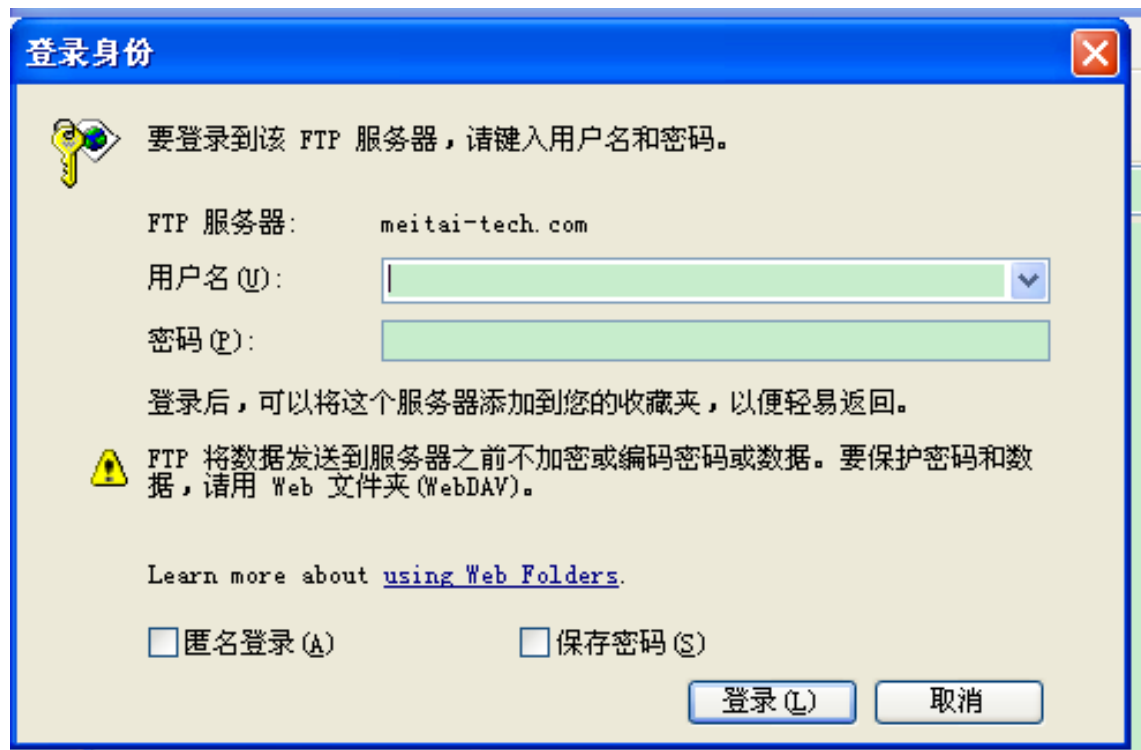 登录身份
要登录到该 FTP 服务器，请键入用户名和密码。
FTP 服务器： meitai-tech.com
用户名(U)：
密码(P)：
登录后，可以将这个服务器添加到您的收藏夹，以便轻易返回。
FTP 将数据发送到服务器之前不加密或编码密码或数据。要保护密码和数
据，请用 Web 文件夹(WebDAV)。
Learn more about using Web Folders.
匿名登录(A) 保存密码(S)
登录(L) 取消